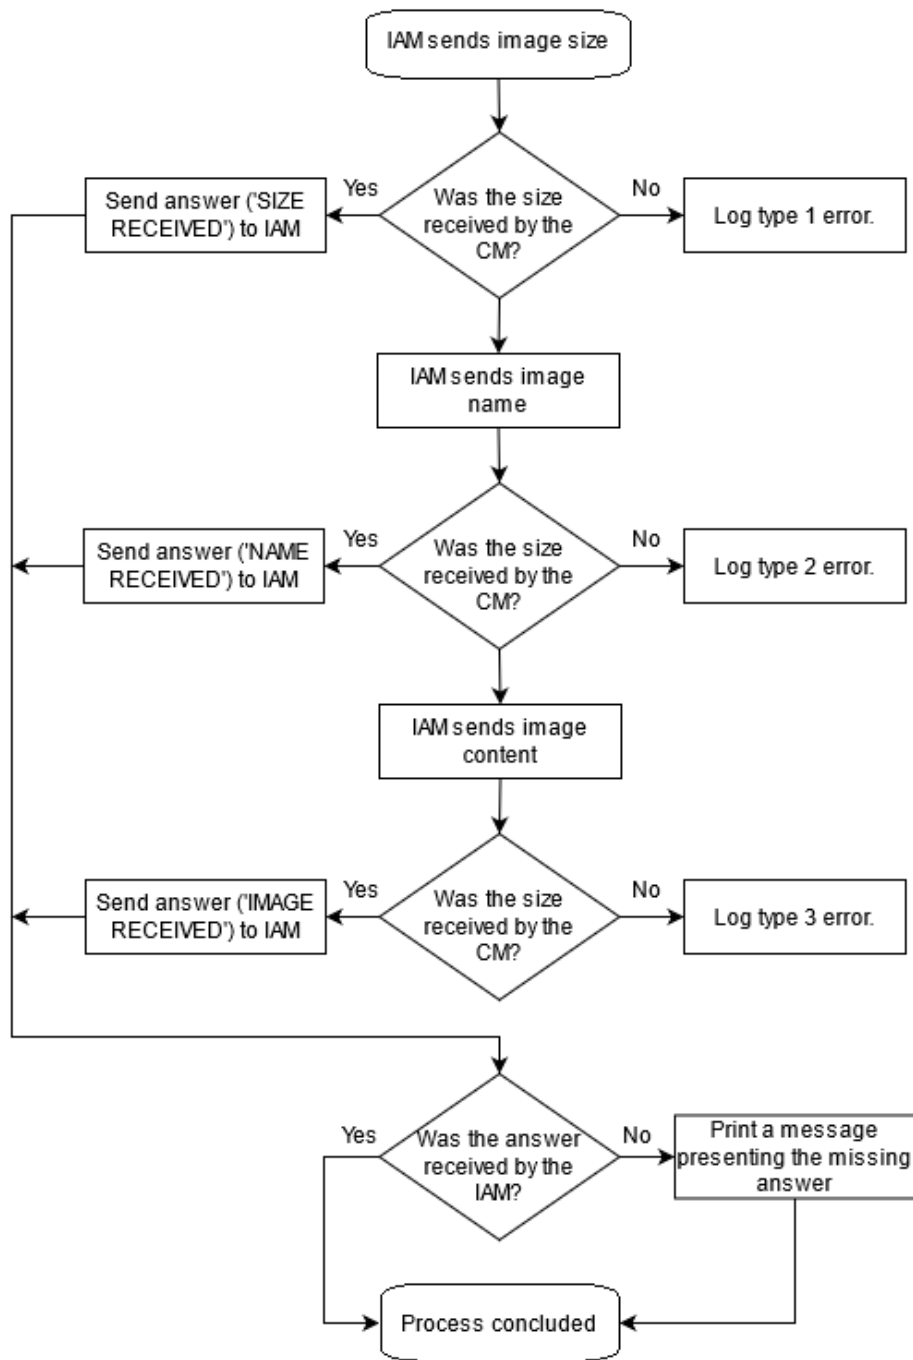 IAM sends image size
Yes
No
Send answer ('SIZE
RECEIVED') to IAM
Was the size
received by the
CM?
Log type 1 error.
IAM sends image
name
Yes
No
Send answer ('NAME
RECEIVED') to IAM
Was the size
received by the
CM?
Log type 2 error.
IAM sends image
content
Yes
No
Send answer ('IMAGE
RECEIVED') to IAM
Was the size
received by the
CM?
Log type 3 error.
Yes
No
Was the answer
received by the
IAM?
Print a message
presenting the missing
answer
Process concluded